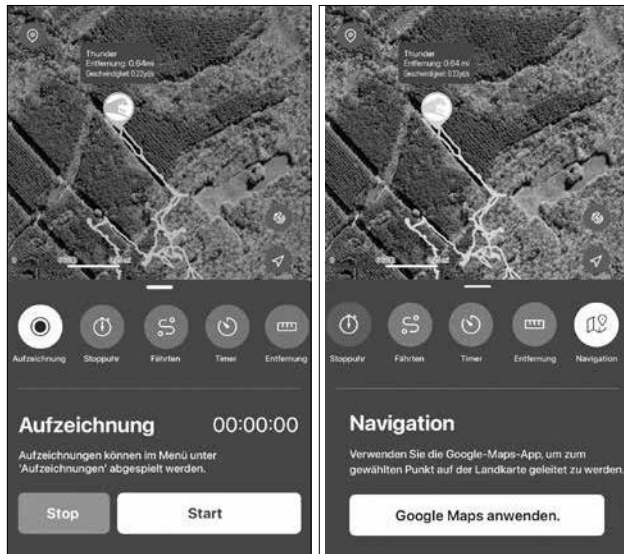 Thunder
Entfernung: 0.64mi
Geschwindigkeit: 0.22yd/s
Aufzeichnung
Stoppuhr
Fährten
Timer
Entfernung
Aufzeichnung
00:00:00
Aufzeichnungen können im Menü unter
'Aufzeichnungen' abgespielt werden.
Stop
Start
Thunder
Entfernung: 0.64 mi
Geschwindigkeit: 0.22yd/s
Stoppuhr
Fährten
Timer
Entfernung
Navigation
Navigation
Verwenden Sie die Google-Maps-App, um zum
gewählten Punkt auf der Landkarte geleitet zu werden.
Google Maps anwenden.